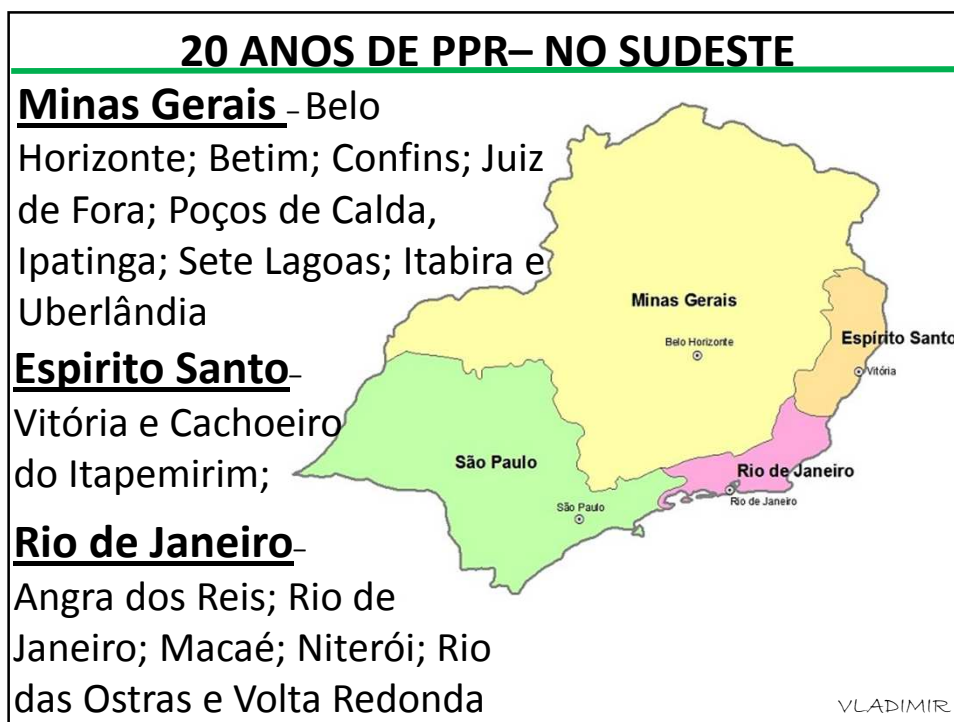 20 ANOS DE PPR– NO SUDESTE
Minas Gerais – Belo
Horizonte; Betim; Confins; Juiz
de Fora; Poços de Calda,
Ipatinga; Sete Lagoas; Itabira e
Uberlândia
Espirito Santo–
Vitória e Cachoeiro
do Itapemirim;
Rio de Janeiro–
Angra dos Reis; Rio de
Janeiro; Macaé; Niterói; Rio
das Ostras e Volta Redonda
Minas Gerais
Belo Horizonte
Espírito Santo
Vitória
São Paulo
São Paulo
Rio de Janeiro
Rio de Janeiro
VLADIMIR